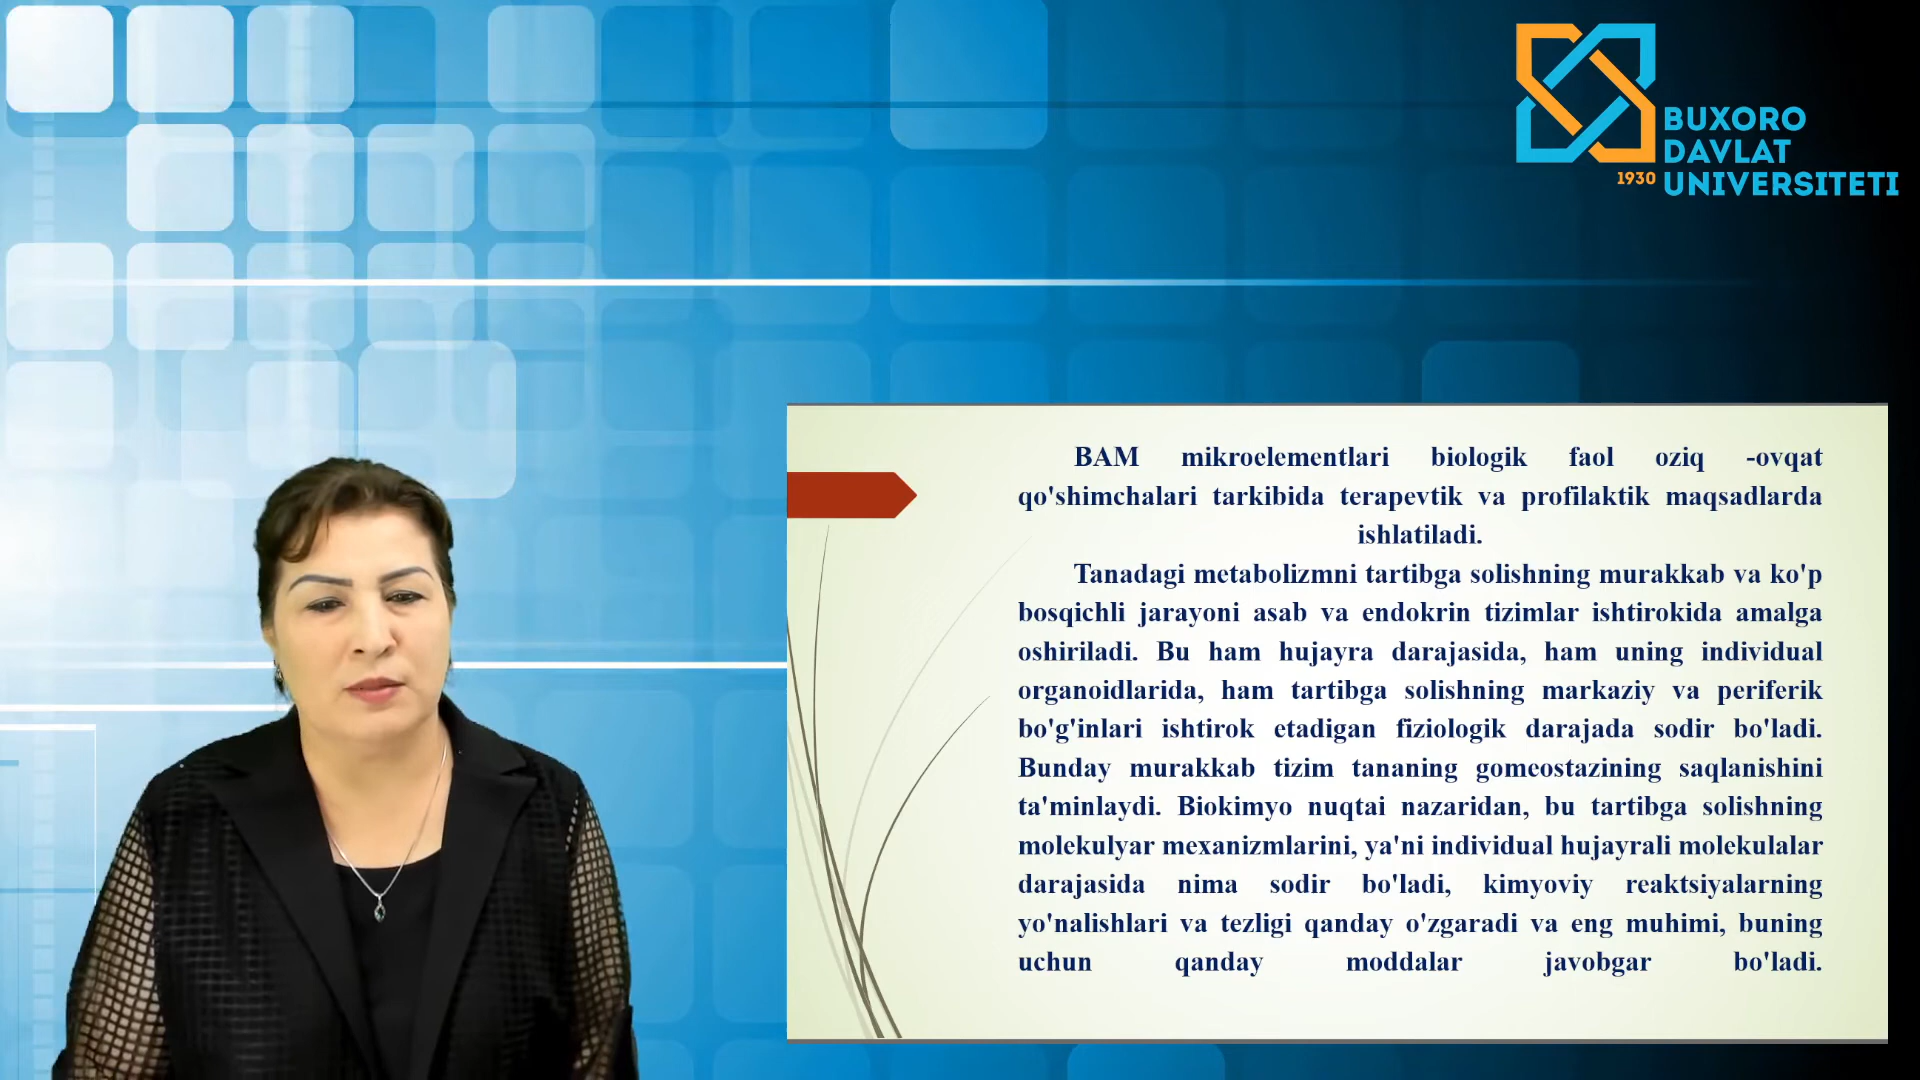 BUXORO
DAVLAT
1930 UNIVERSITETI
BAM mikroelementlari biologik faol oziq -ovqat
qo'shimchalari tarkibida terapevtik va profilaktik maqsadlarda
ishlatiladi.
Tanadagi metabolizmni tartibga solishning murakkab va ko'p
bosqichli jarayoni asab va endokrin tizimlar ishtirokida amalga
oshiriladi. Bu ham hujayra darajasida, ham uning individual
organoidlarida, ham tartibga solishning markaziy va periferik
bo'g'inlari ishtirok etadigan fiziologik darajada sodir bo'ladi.
Bunday murakkab tizim tananing gomeostazining saqlanishini
ta'minlaydi. Biokimyo nuqtai nazaridan, bu tartibga solishning
molekulyar mexanizmlarini, ya'ni individual hujayrali molekulalar
darajasida nima sodir bo'ladi, kimyoviy reaktsiyalarning
yo'nalishlari va tezligi qanday o'zgaradi va eng muhimi, buning
uchun qanday moddalar javobgar bo'ladi.